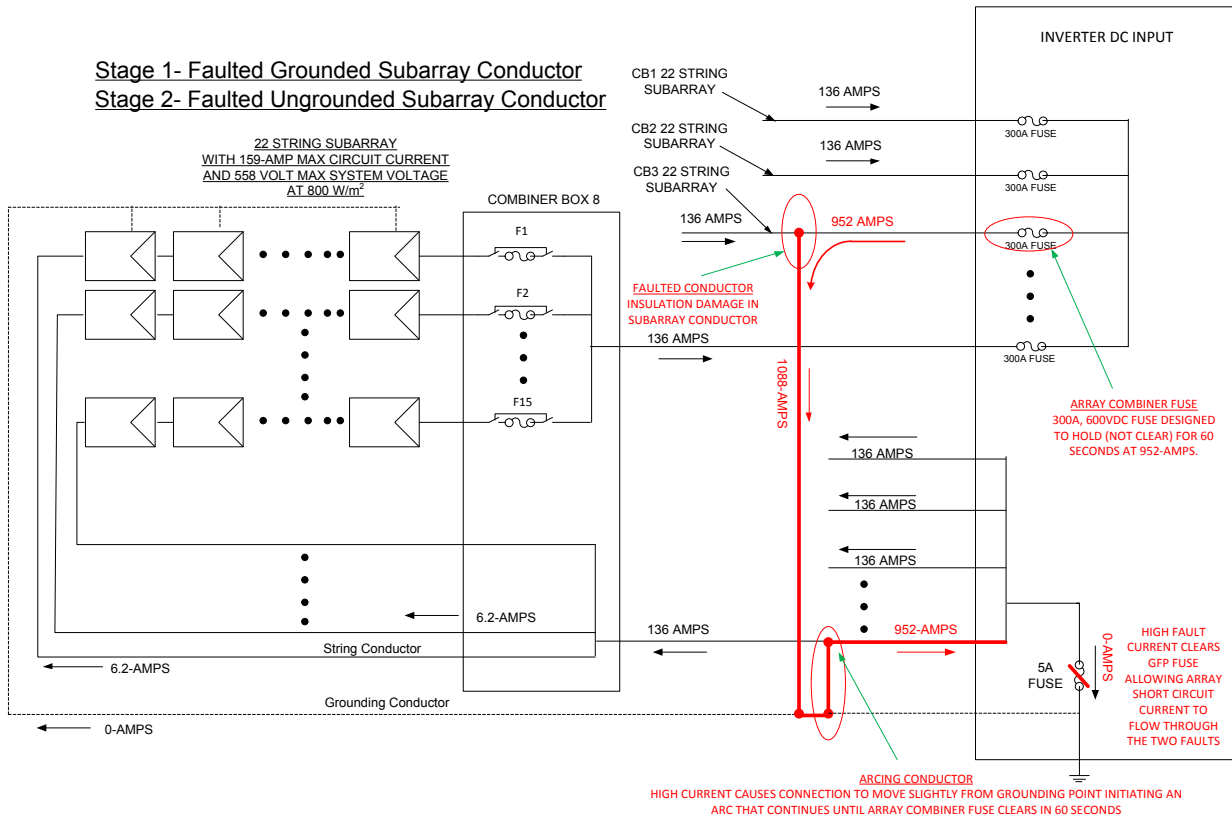 Stage 1- Faulted Grounded Subarray Conductor
Stage 2- Faulted Ungrounded Subarray Conductor
INVERTER DC INPUT
22 STRING SUBARRAY
WITH 159-AMP MAX CIRCUIT CURRENT
AND 558 VOLT MAX SYSTEM VOLTAGE
AT 800 W/m²
COMBINER BOX 8
F1
F2
F15
CB1 22 STRING
SUBARRAY
136 AMPS
300A FUSE
CB2 22 STRING
SUBARRAY
136 AMPS
300A FUSE
CB3 22 STRING
SUBARRAY
136 AMPS
952 AMPS
300A FUSE
FAULTED CONDUCTOR
INSULATION DAMAGE IN
SUBARRAY CONDUCTOR
136 AMPS
300A FUSE
1088-AMPS
ARRAY COMBINER FUSE
300A, 600VDC FUSE DESIGNED
TO HOLD (NOT CLEAR) FOR 60
SECONDS AT 952-AMPS.
136 AMPS
136 AMPS
136 AMPS
136 AMPS
952-AMPS
6.2-AMPS
String Conductor
6.2-AMPS
Grounding Conductor
0-AMPS
5A
FUSE
0-AMPS
HIGH FAULT
CURRENT CLEARS
GFP FUSE
ALLOWING ARRAY
SHORT CIRCUIT
CURRENT TO
FLOW THROUGH
THE TWO FAULTS
ARCING CONDUCTOR
HIGH CURRENT CAUSES CONNECTION TO MOVE SLIGHTLY FROM GROUNDING POINT INITIATING AN
ARC THAT CONTINUES UNTIL ARRAY COMBINER FUSE CLEARS IN 60 SECONDS